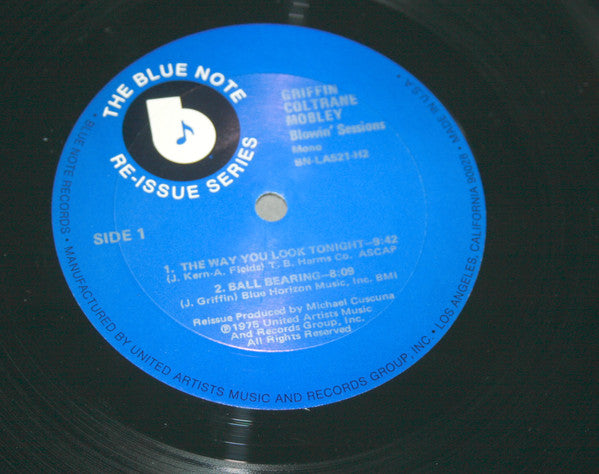 THE BLUE NOTE
RE-ISSUE SERIES
b
GRIFFIN
COLTRANE
MOBLEY
Blowin' Sessions
Mono
BN-LA521-H2
SIDE 1
1. THE WAY YOU LOOK TONIGHT—9:42
(J. Kern-A. Fields) T. B. Harms Co. ASCAP
2. BALL BEARING—8:09
(J. Griffin) Blue Horizon Music, Inc. BMI
Reissue Produced by Michael Cuscuna
℗1975 United Artists Music
And Records Group, Inc.
All Rights Reserved
• BLUE NOTE RECORDS • MANUFACTURED BY UNITED ARTISTS MUSIC AND RECORDS GROUP, INC • LOS ANGELES, CALIFORNIA 90028 • MADE IN U.S.A.